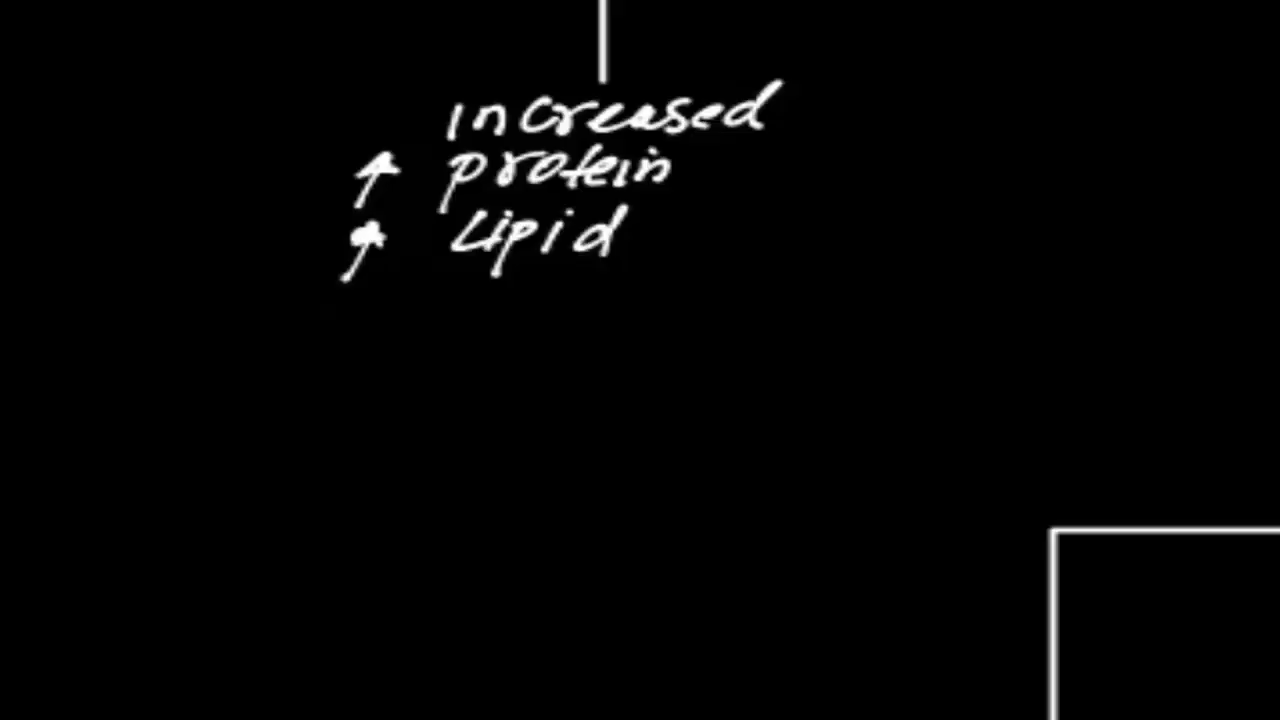 increased
↑ protein
↑ Lipid